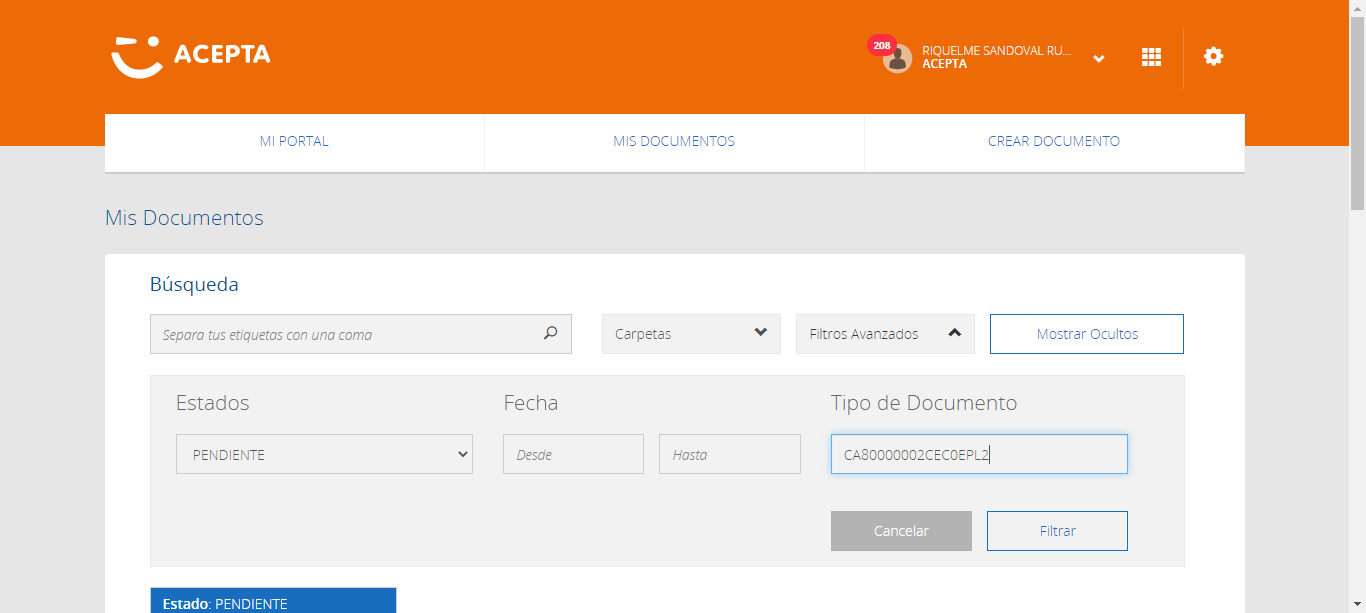 ACEPTA
208
RIQUELME SANDOVAL RU...
ACEPTA
MI PORTAL
MIS DOCUMENTOS
CREAR DOCUMENTO
Mis Documentos
Búsqueda
Separa tus etiquetas con una coma
Carpetas
Filtros Avanzados
Mostrar Ocultos
Estados
Fecha
Tipo de Documento
PENDIENTE
Desde
Hasta
CA80000002CEC0EPL2
Cancelar
Filtrar
Estado: PENDIENTE